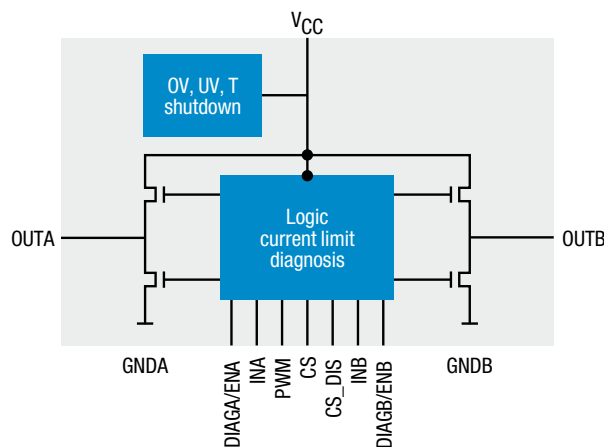 VCC
OV, UV, T
shutdown
Logic
current limit
diagnosis
OUTA
OUTB
GNDA
GNDB
DIAGA/ENA
INA
PWM
CS
CS_DIS
INB
DIAGB/ENB